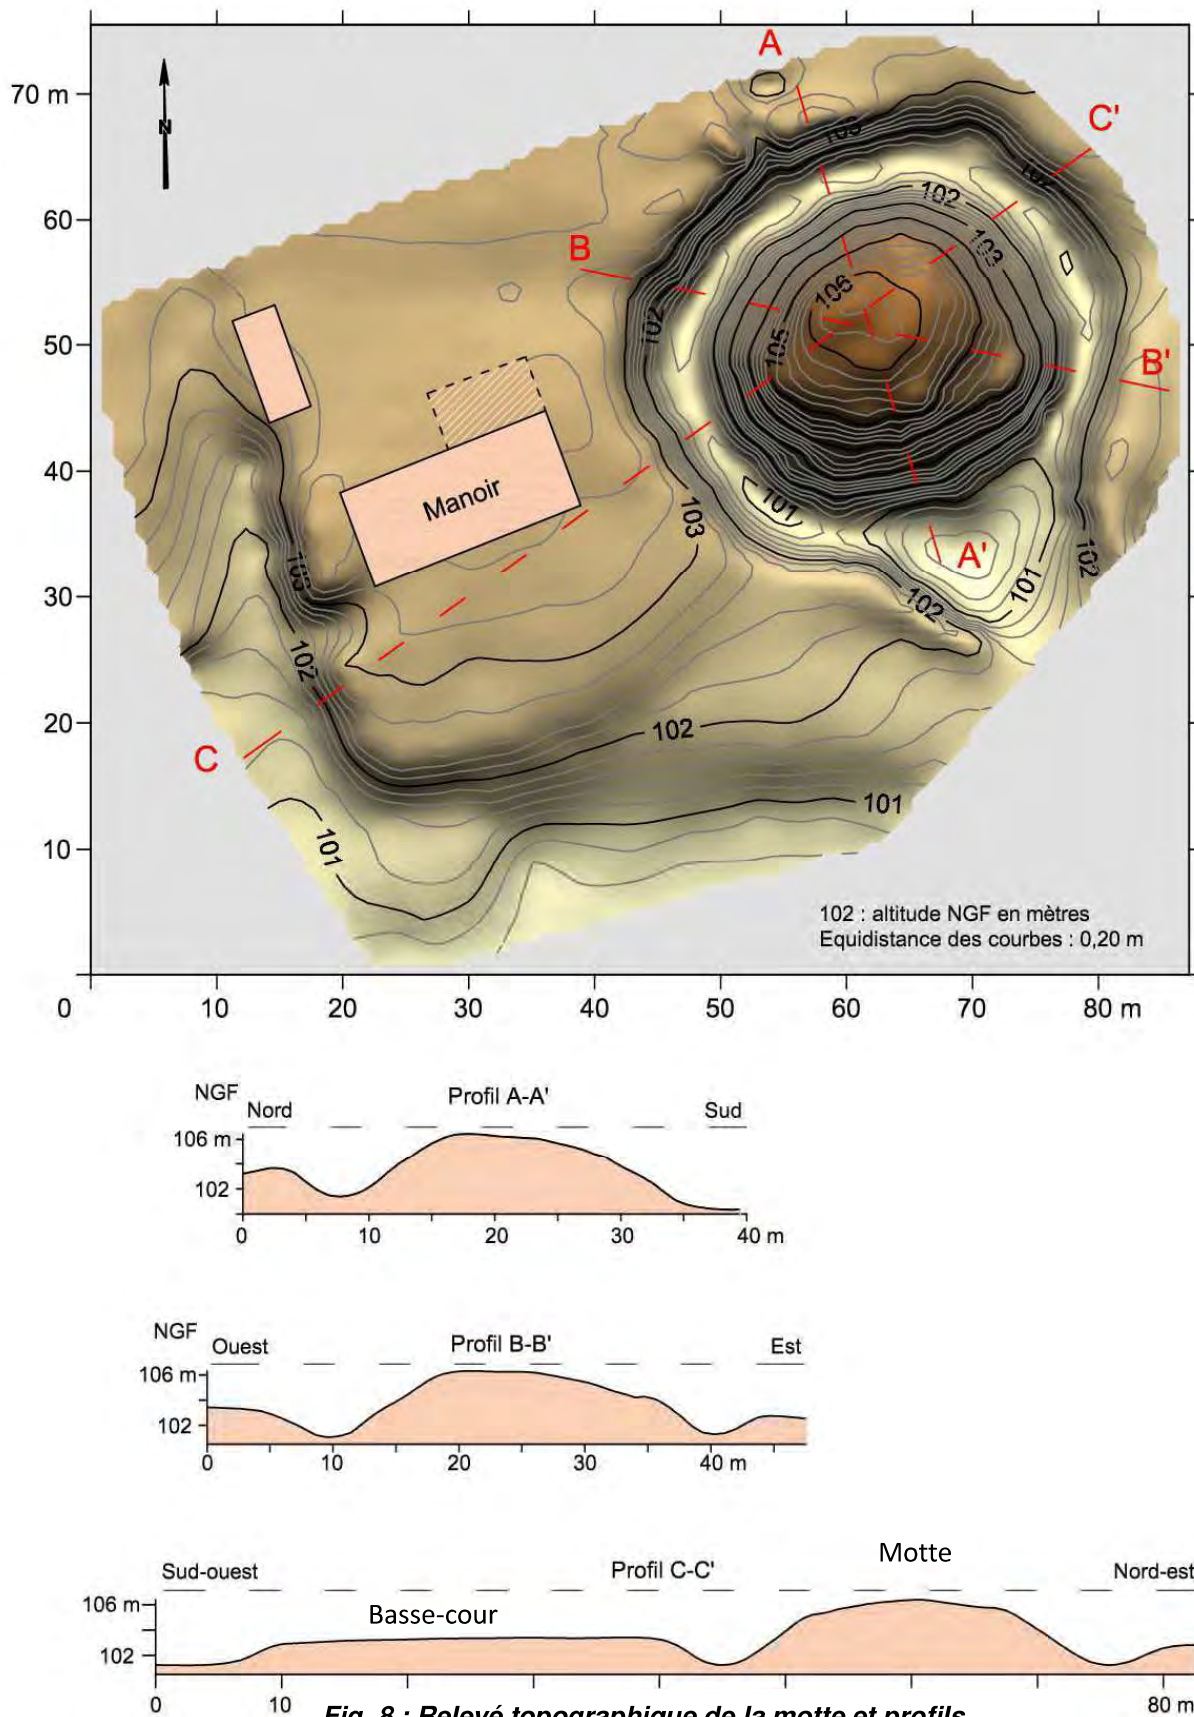 A
70 m
N
103
C'
102
60
102
B
103
106
102
50
105
B'
40
Manoir
101
103
A'
102
103
101
30
102
102
20
102
C
101
101
10
102 : altitude NGF en mètres
Equidistance des courbes : 0,20 m
0 10 20 30 40 50 60 70 80 m
NGF Profil A-A'
Nord Sud
106 m
102
0 10 20 30 40 m
NGF Profil B-B'
Ouest Est
106 m
102
0 10 20 30 40 m
Motte
Sud-ouest Profil C-C' Nord-est
106 m
Basse-cour
102
0 10 80 m
Fig. 8 : Relevé topographique de la motte et profils